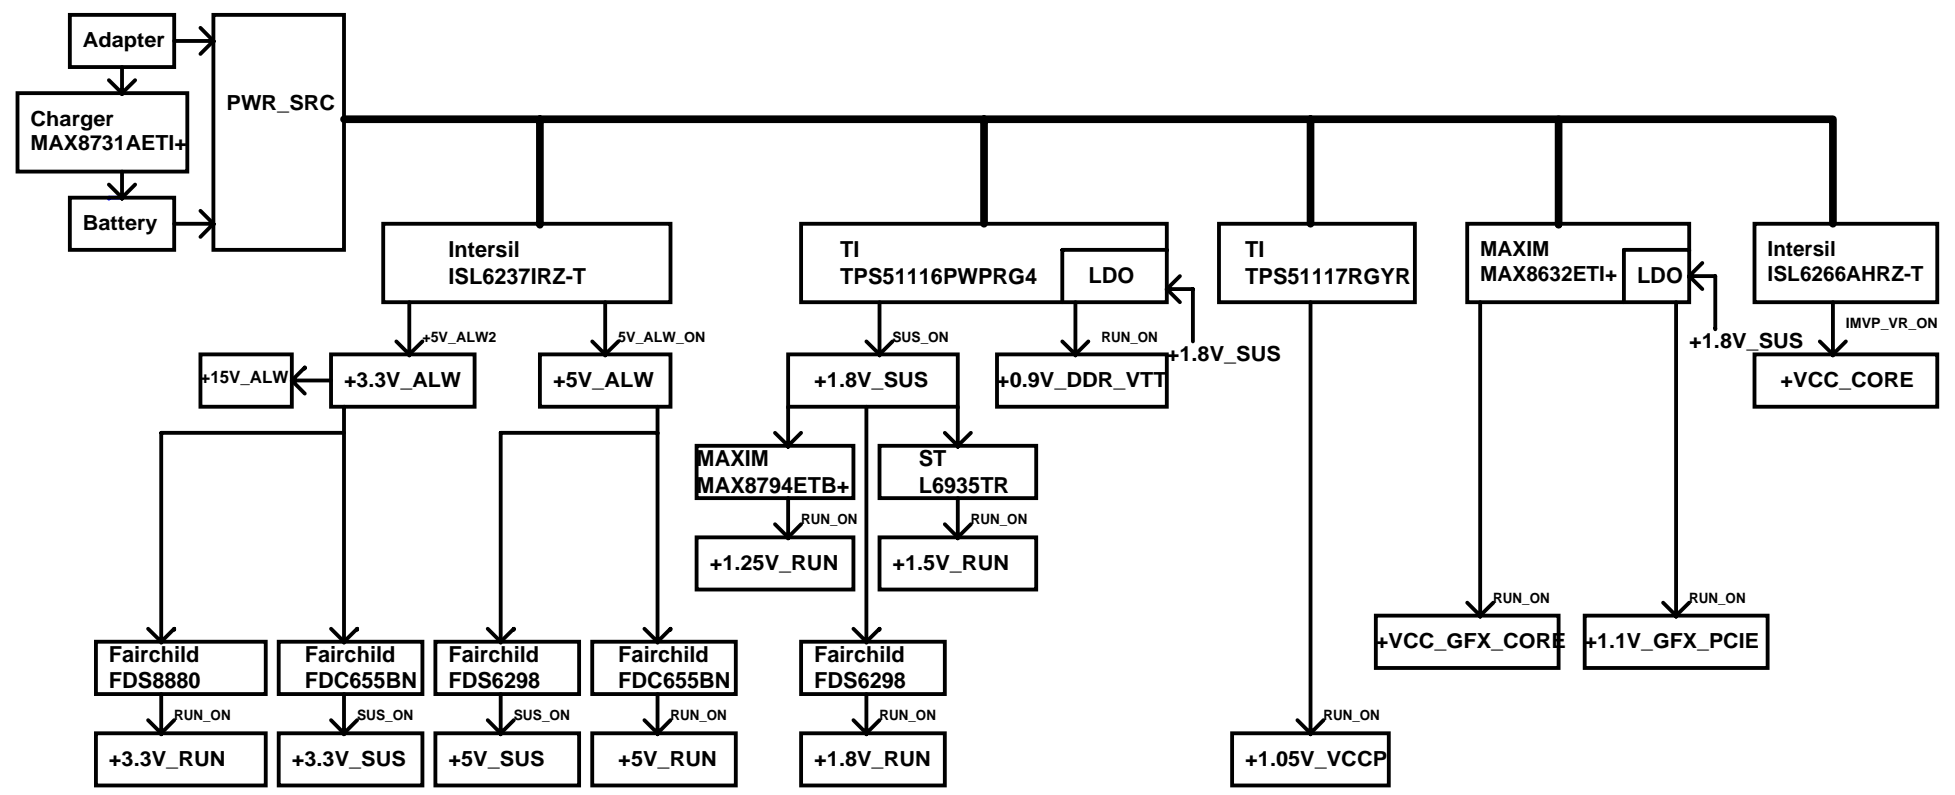 Adapter
PWR_SRC
Charger
MAX8731AETI+
Battery
Intersil
ISL6237IRZ-T
TI
TPS51116PWPRG4
LDO
TI
TPS51117RGYR
MAXIM
MAX8632ETI+
LDO
Intersil
ISL6266AHRZ-T
+5V_ALW2
5V_ALW_ON
SUS_ON
RUN_ON
+1.8V_SUS
+1.8V_SUS
IMVP_VR_ON
+15V_ALW
+3.3V_ALW
+5V_ALW
+1.8V_SUS
+0.9V_DDR_VTT
+VCC_CORE
MAXIM
MAX8794ETB+
ST
L6935TR
RUN_ON
RUN_ON
+1.25V_RUN
+1.5V_RUN
RUN_ON
RUN_ON
+VCC_GFX_CORE
+1.1V_GFX_PCIE
Fairchild
FDS8880
Fairchild
FDC655BN
Fairchild
FDS6298
Fairchild
FDC655BN
Fairchild
FDS6298
RUN_ON
SUS_ON
SUS_ON
RUN_ON
RUN_ON
RUN_ON
+3.3V_RUN
+3.3V_SUS
+5V_SUS
+5V_RUN
+1.8V_RUN
+1.05V_VCCP